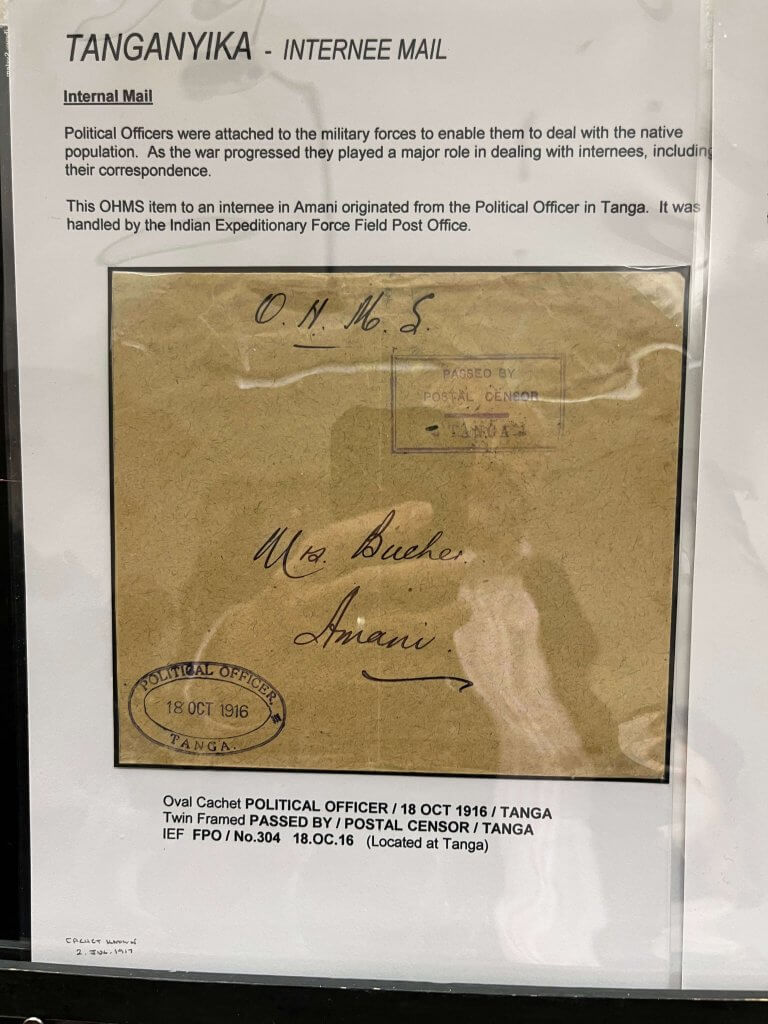 TANGANYIKA - INTERNEE MAIL
Internal Mail
Political Officers were attached to the military forces to enable them to deal with the native
population. As the war progressed they played a major role in dealing with internees, including
their correspondence.
This OHMS item to an internee in Amani originated from the Political Officer in Tanga. It was
handled by the Indian Expeditionary Force Field Post Office.
O.H.M.S.
PASSED BY
POSTAL CENSOR
TANGA
Mrs. Bucher
Amani
POLITICAL OFFICER,
18 OCT 1916
TANGA.
Oval Cachet POLITICAL OFFICER / 18 OCT 1916 / TANGA
Twin Framed PASSED BY / POSTAL CENSOR / TANGA
IEF FPO / No.304 18.OC.16 (Located at Tanga)
CACHET KNOWN
2. JUL. 1917